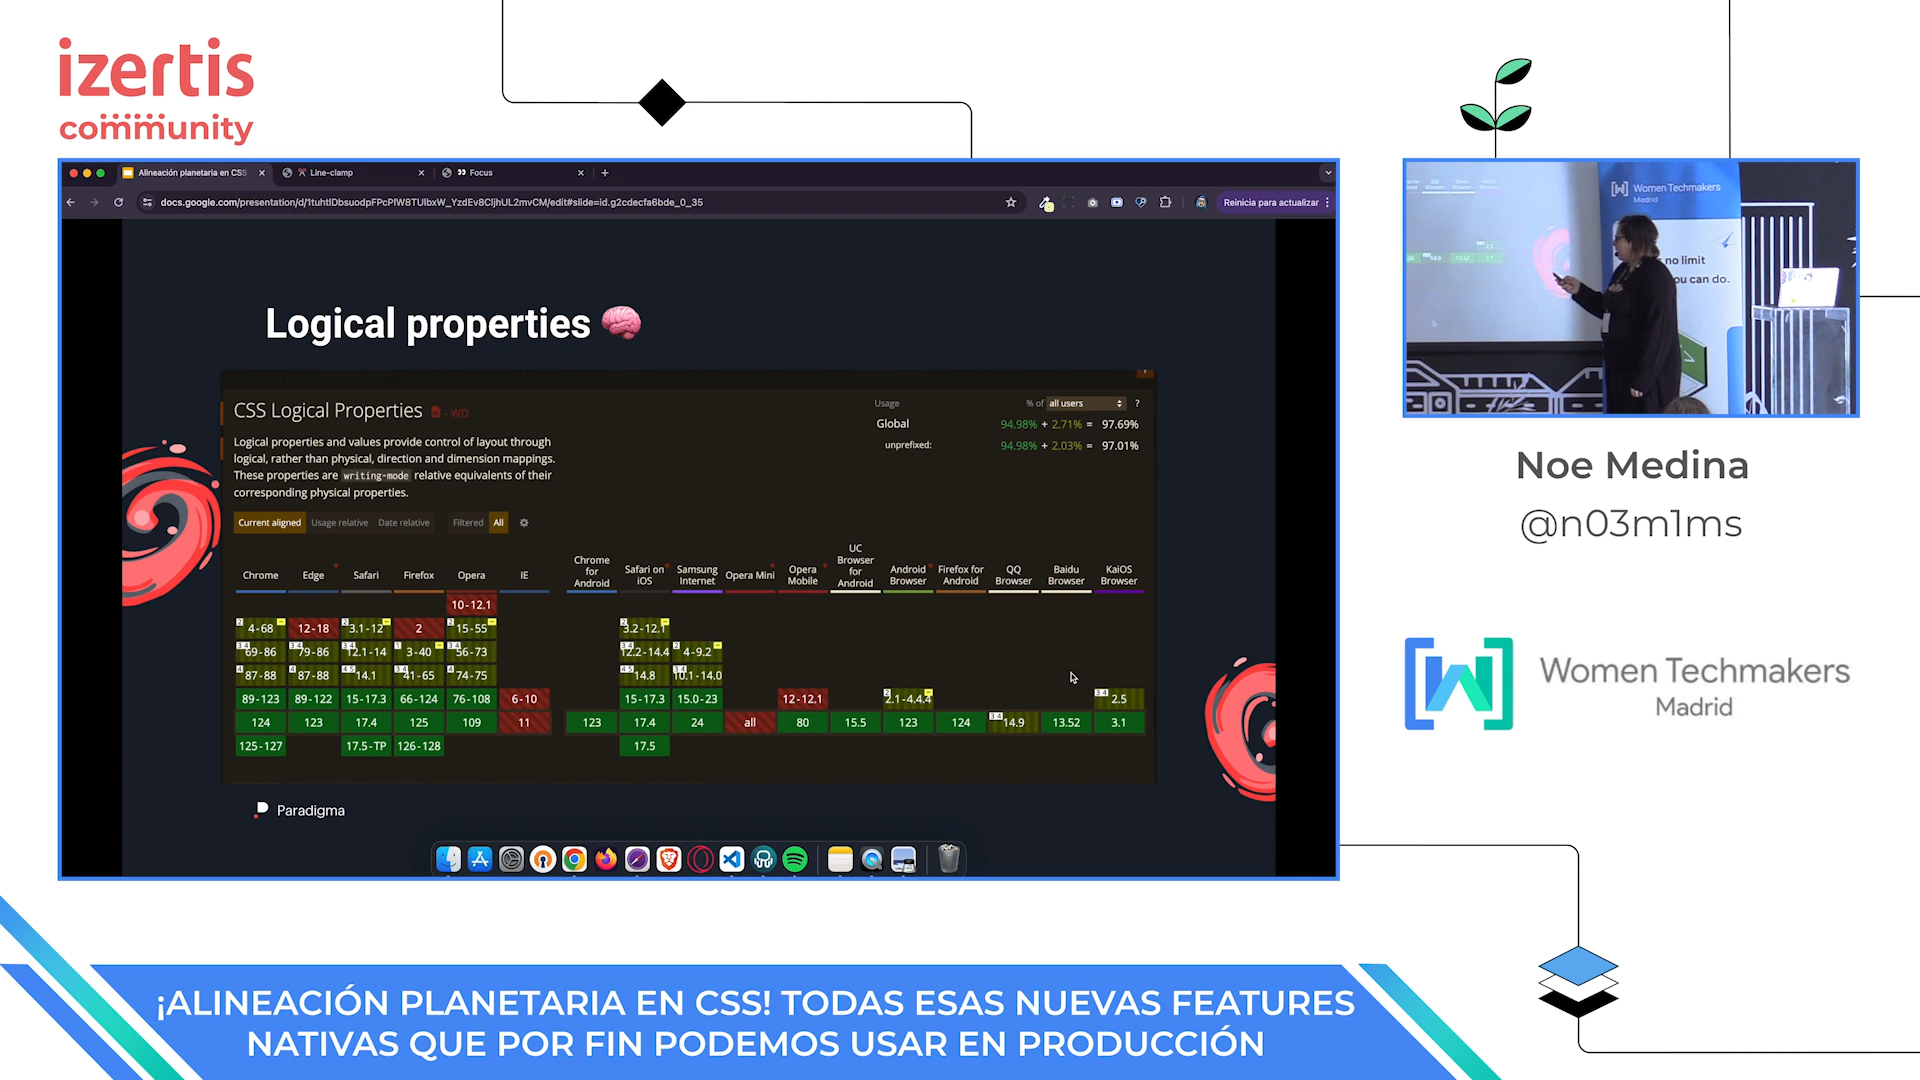 izertis
community
Alineación planetaria en CSS
Line-clamp
Focus
docs.google.com/presentation/d/1tuhtlDbsuodpFPcPIW8TUIbxW_YzdEv8CljhUL2mvCM/edit#slide=id.g2cdecfa6bde_0_35
Reinicia para actualizar
Logical properties
CSS Logical Properties - WD
Logical properties and values provide control of layout through
logical, rather than physical, direction and dimension mappings.
These properties are writing-mode relative equivalents of their
corresponding physical properties.
Usage % of all users ?
Global 94.98% + 2.71% = 97.69%
unprefixed: 94.98% + 2.03% = 97.01%
Current aligned Usage relative Date relative Filtered All
Chrome Edge Safari Firefox Opera IE Chrome for Android Safari on iOS Samsung Internet Opera Mini Opera Mobile UC Browser for Android Android Browser Firefox for Android QQ Browser Baidu Browser KaiOS Browser
10-12.1
4-68 12-18 3.1-12 2 15-55 3.2-12.1
69-86 79-86 12.1-14 3-40 56-73 12.2-14.4 4-9.2
87-88 87-88 14.1 41-65 74-75 14.8 10.1-14.0
89-123 89-122 15-17.3 66-124 76-108 6-10 15-17.3 15.0-23 12-12.1 2.1-4.4.4 2.5
124 123 17.4 125 109 11 123 17.4 24 all 80 15.5 123 124 14.9 13.52 3.1
125-127 17.5-TP 126-128 17.5
Paradigma
Women Techmakers
Madrid
no limit
you can do.
Noe Medina
@n03m1ms
Women Techmakers
Madrid
¡ALINEACIÓN PLANETARIA EN CSS! TODAS ESAS NUEVAS FEATURES
NATIVAS QUE POR FIN PODEMOS USAR EN PRODUCCIÓN